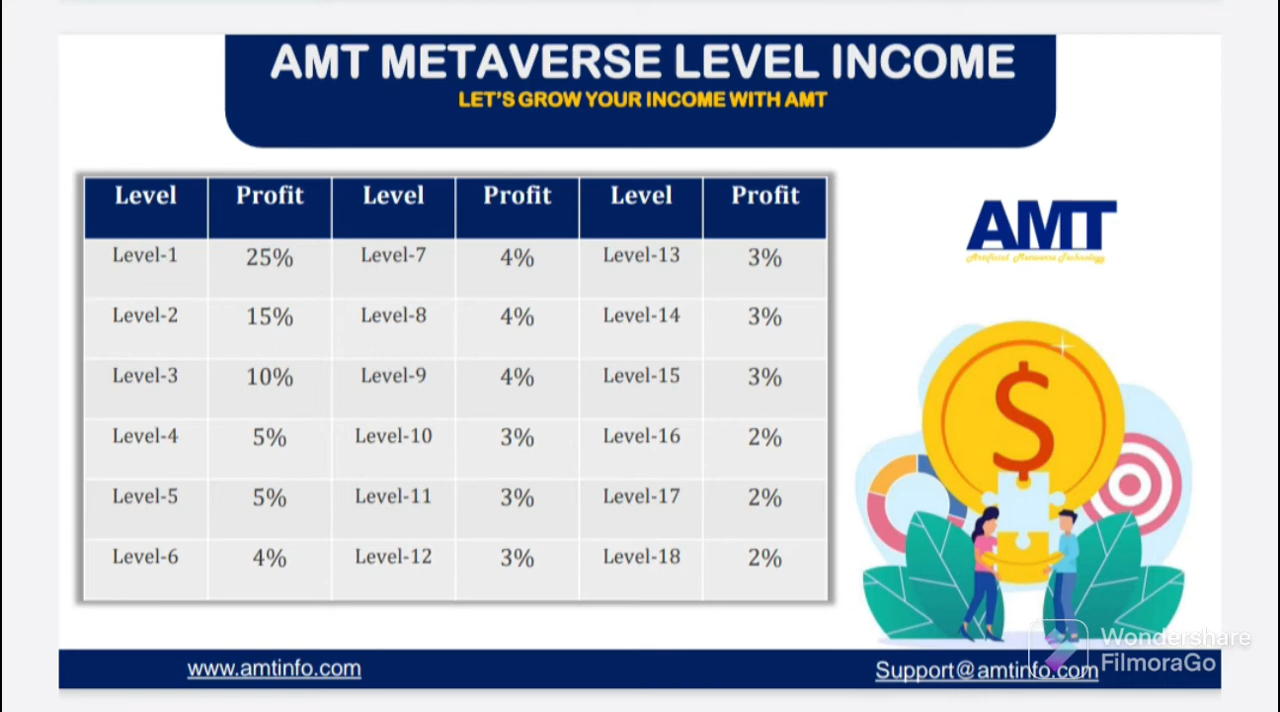 AMT METAVERSE LEVEL INCOME
LET'S GROW YOUR INCOME WITH AMT
Level Profit Level Profit Level Profit
Level-1 25% Level-7 4% Level-13 3%
Level-2 15% Level-8 4% Level-14 3%
Level-3 10% Level-9 4% Level-15 3%
Level-4 5% Level-10 3% Level-16 2%
Level-5 5% Level-11 3% Level-17 2%
Level-6 4% Level-12 3% Level-18 2%
AMT
Artificial Metaverse Technology
$
www.amtinfo.com
Support@amtinfo.com
Wondershare
FilmoraGo